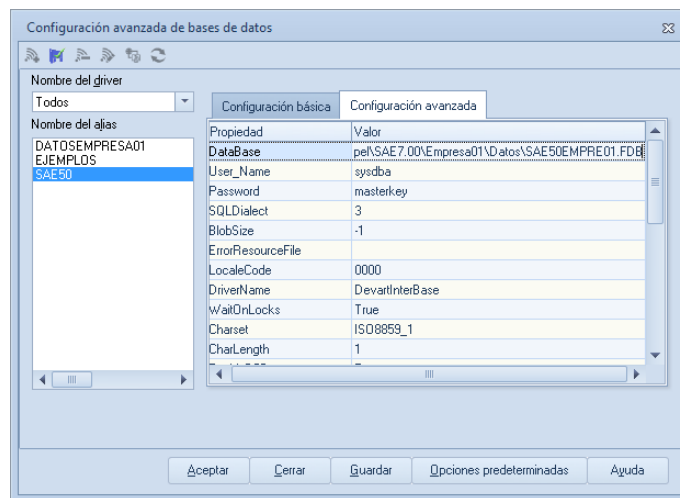 Configuración avanzada de bases de datos
Nombre del driver
Todos
Nombre del alias
DATOSEMPRESA01
EJEMPLOS
SAE50
Configuración básica Configuración avanzada
Propiedad Valor
DataBase pel\SAE7.00\Empresa01\Datos\SAE50EMPRE01.FDB
User_Name sysdba
Password masterkey
SQLDialect 3
BlobSize -1
ErrorResourceFile
LocaleCode 0000
DriverName DevartInterBase
WaitOnLocks True
Charset ISO8859_1
CharLength 1
Aceptar Cerrar Guardar Opciones predeterminadas Ayuda